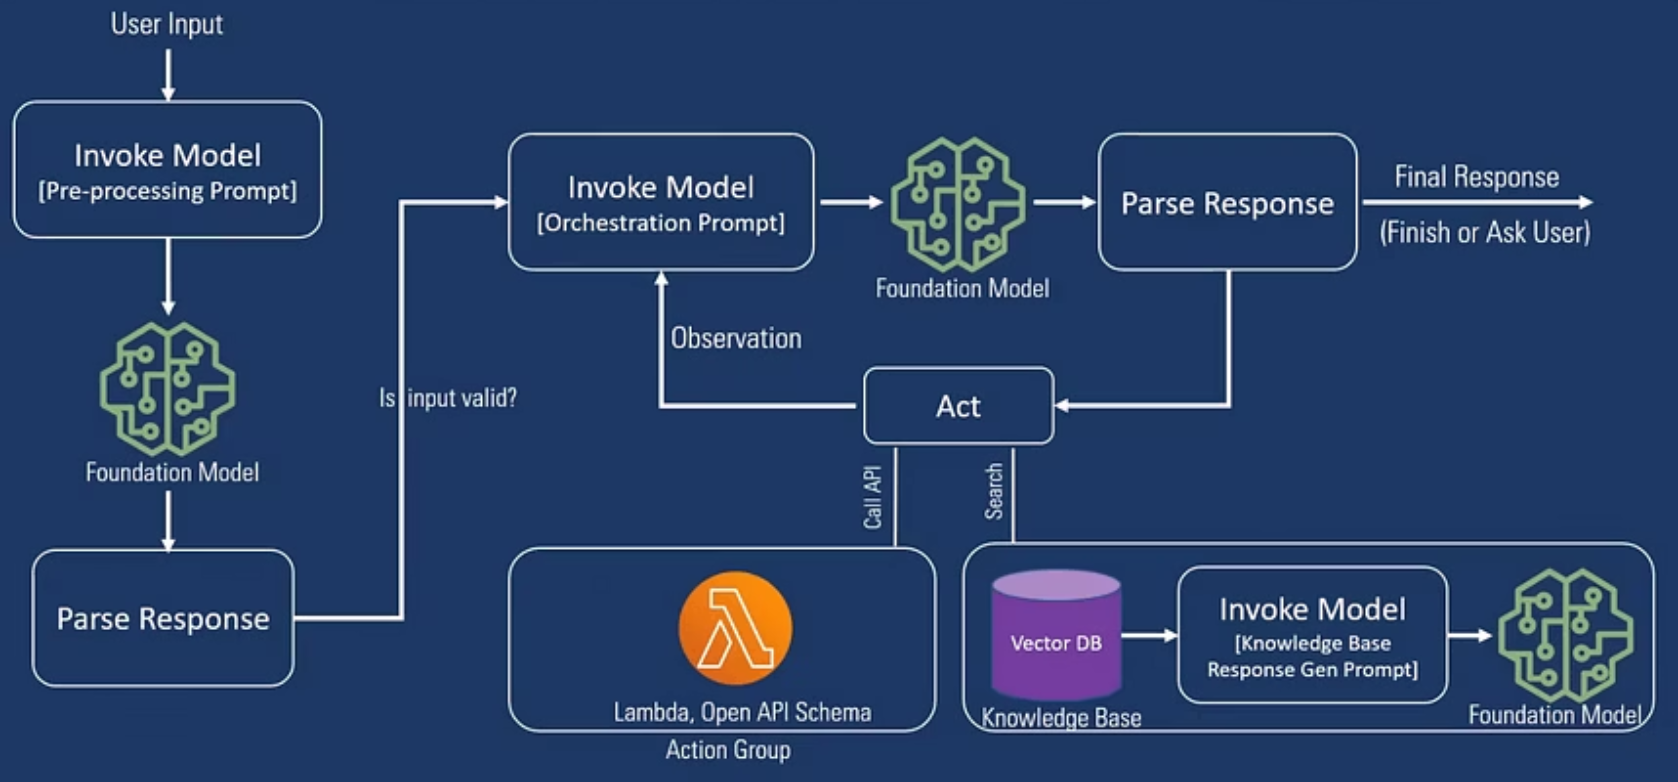 User Input
Invoke Model
[Pre-processing Prompt]
Foundation Model
Parse Response
Is input valid?
Invoke Model
[Orchestration Prompt]
Foundation Model
Parse Response
Final Response
(Finish or Ask User)
Observation
Act
Call API
Search
Lambda, Open API Schema
Action Group
Vector DB
Knowledge Base
Invoke Model
[Knowledge Base
Response Gen Prompt]
Foundation Model